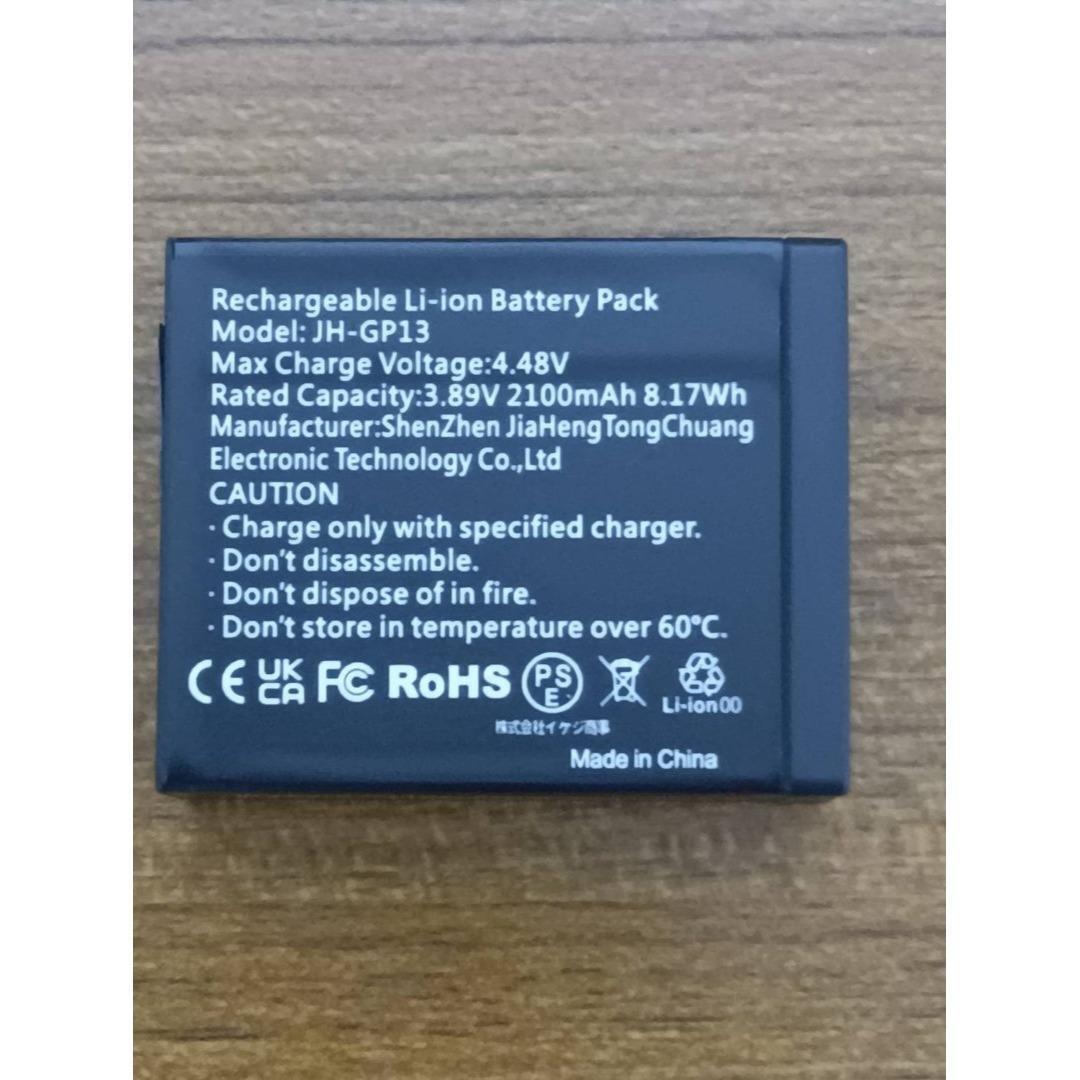 Rechargeable Li-ion Battery Pack
Model: JH-GP13
Max Charge Voltage:4.48V
Rated Capacity:3.89V 2100mAh 8.17Wh
Manufacturer:ShenZhen JiaHengTongChuang
Electronic Technology Co.,Ltd
CAUTION
· Charge only with specified charger.
· Don't disassemble.
· Don't dispose of in fire.
· Don't store in temperature over 60°C.
CE UK CA FC RoHS PS E
Li-ion00
株式会社イケジ商事
Made in China